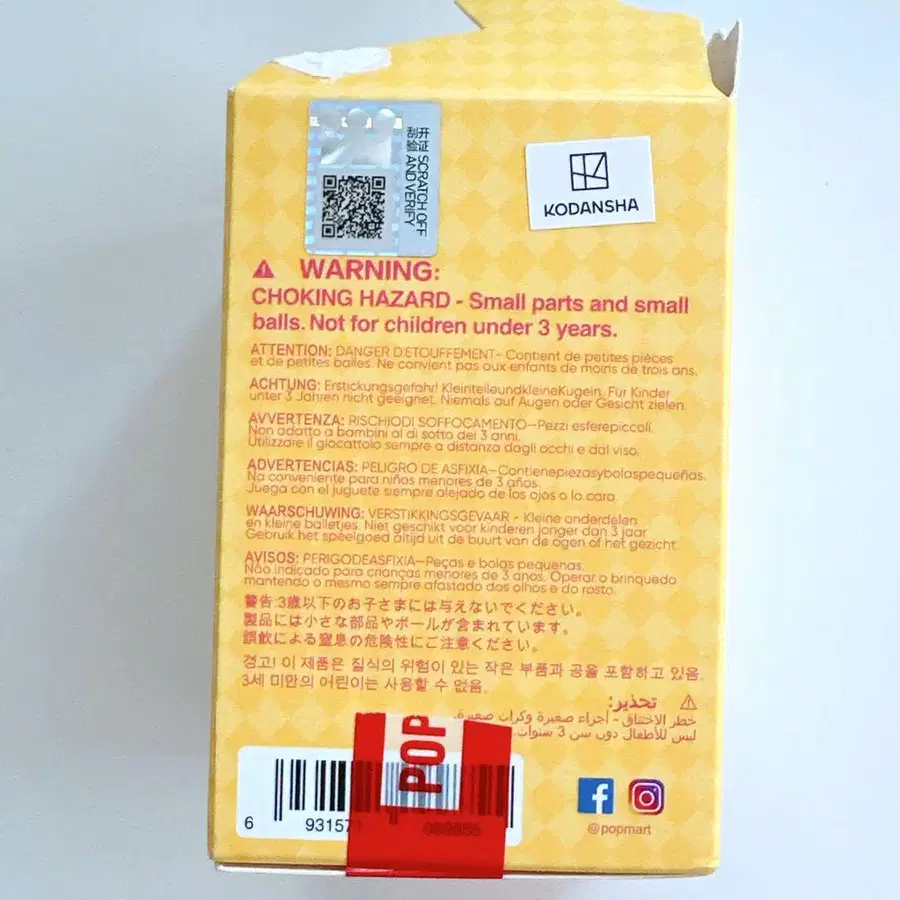 开证
刮验
SCRATCH OFF
AND VERIFY
KODANSHA
WARNING:
CHOKING HAZARD - Small parts and small
balls. Not for children under 3 years.
ATTENTION: DANGER D'ETOUFFEMENT- Contient de petites pièces
et de petites balles. Ne convient pas aux enfants de moins de trois ans.
ACHTUNG: Erstickungsgefahr! KleinteileundkleineKugeln. Für Kinder
unter 3 Jahren nicht geeignet. Niemals auf Augen oder Gesicht zielen.
AVVERTENZA: RISCHIODI SOFFOCAMENTO—Pezzi esferepiccoli.
Non adatto a bambini al di sotto dei 3 anni.
Utilizzare il giocattolo sempre a distanza dagli occhi e dal viso.
ADVERTENCIAS: PELIGRO DE ASFIXIA—Contienepiezasybolaspequeñas.
No conveniente para niños menores de 3 años.
Juega con el juguete siempre alejado de los ojos o la cara.
WAARSCHUWING: VERSTIKKINGSGEVAAR - Kleine onderdelen
en kleine balletjes. Niet geschikt voor kinderen jonger dan 3 jaar
Gebruik het speelgoed altijd uit de buurt van de ogen of het gezicht
AVISOS: PERIGODEASFIXIA—Peças e bolas pequenas.
Não indicado para crianças menores de 3 anos. Operar o brinquedo
mantendo o mesmo sempre afastado dos olhos e do rosto.
警告:3歳以下のお子さまには与えないでください。
製品には小さな部品やボールが含まれています。
誤飲による窒息の危険性にご注意ください。
경고! 이 제품은 질식의 위험이 있는 작은 부품과 공을 포함하고 있음.
3세 미만의 어린이는 사용할 수 없음.
تحذير:
خطر الاختناق - أجزاء صغيرة وكرات صغيرة.
ليس للأطفال دون سن 3 سنوات.
POP
6 931571
@popmart